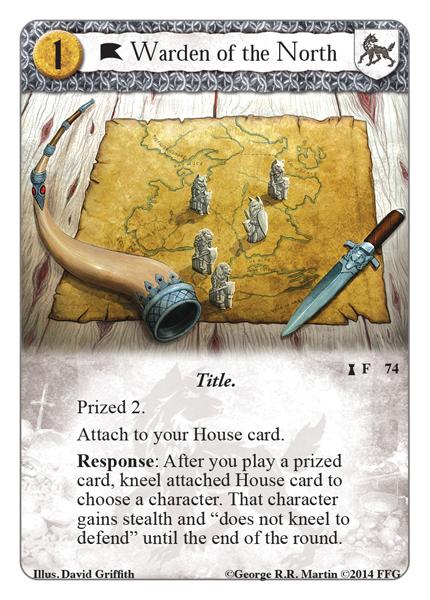 1 Warden of the North
F 74
Title.
Prized 2.
Attach to your House card.
Response: After you play a prized
card, kneel attached House card to
choose a character. That character
gains stealth and “does not kneel to
defend” until the end of the round.
Illus. David Griffith ©George R.R. Martin ©2014 FFG